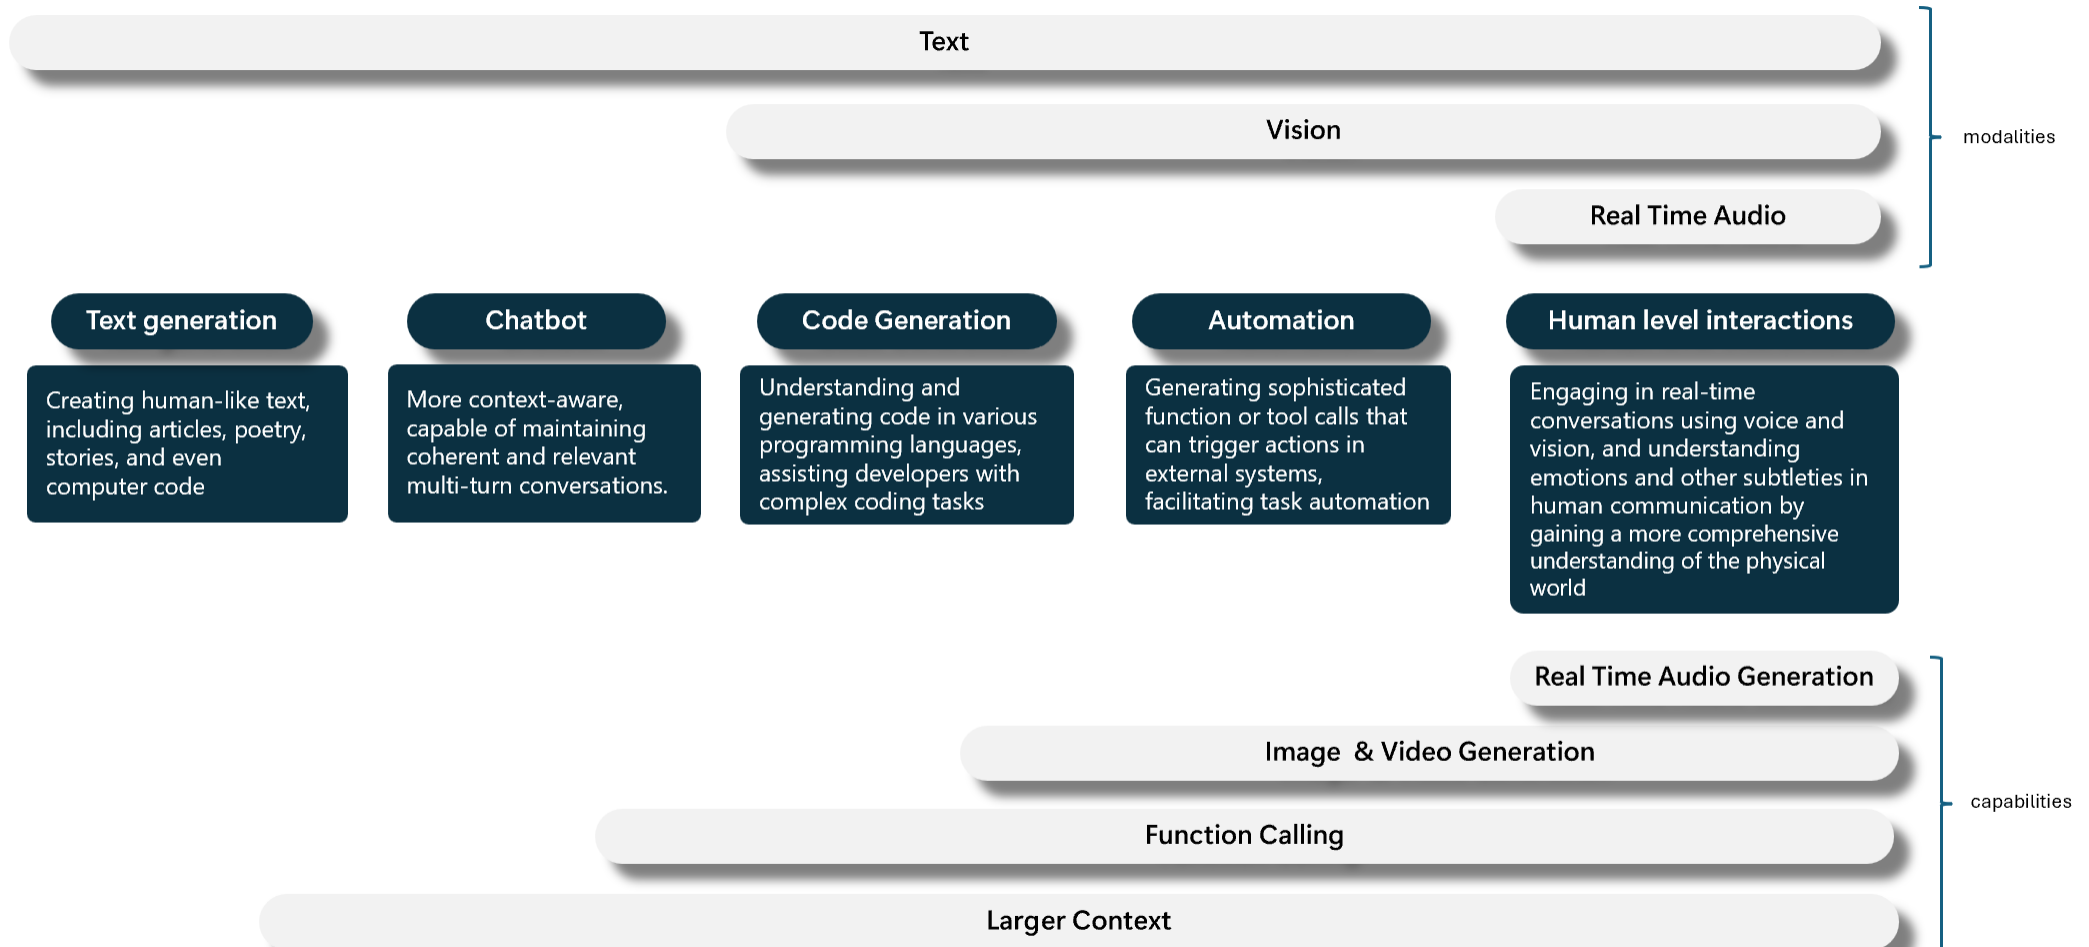 Text
Vision
modalities
Real Time Audio
Text generation
Creating human-like text,
including articles, poetry,
stories, and even
computer code
Chatbot
More context-aware,
capable of maintaining
coherent and relevant
multi-turn conversations.
Code Generation
Understanding and
generating code in various
programming languages,
assisting developers with
complex coding tasks
Automation
Generating sophisticated
function or tool calls that
can trigger actions in
external systems,
facilitating task automation
Human level interactions
Engaging in real-time
conversations using voice and
vision, and understanding
emotions and other subtleties in
human communication by
gaining a more comprehensive
understanding of the physical
world
Real Time Audio Generation
Image & Video Generation
capabilities
Function Calling
Larger Context